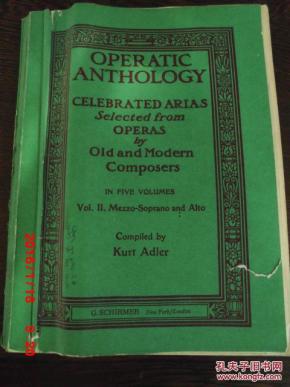 OPERATIC
ANTHOLOGY
CELEBRATED ARIAS
Selected from
OPERAS
by
Old and Modern
Composers
IN FIVE VOLUMES
Vol. II. Mezzo-Soprano and Alto
Compiled by
Kurt Adler
G. SCHIRMER New York/London
2016/1/16
孔夫子旧书网